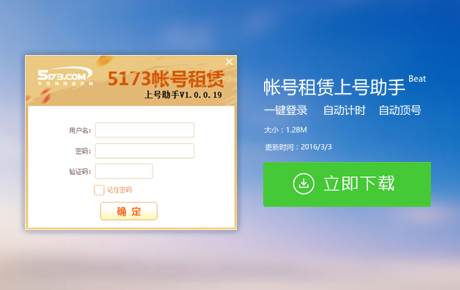 5173.COM
5173帐号租赁
上号助手V1.0.0.19
用户名:
密码:
验证码:
记住密码
确 定
帐号租赁上号助手 Beat
一键登录 自动计时 自动顶号
大小：1.28M
更新时间：2016/3/3
立即下载